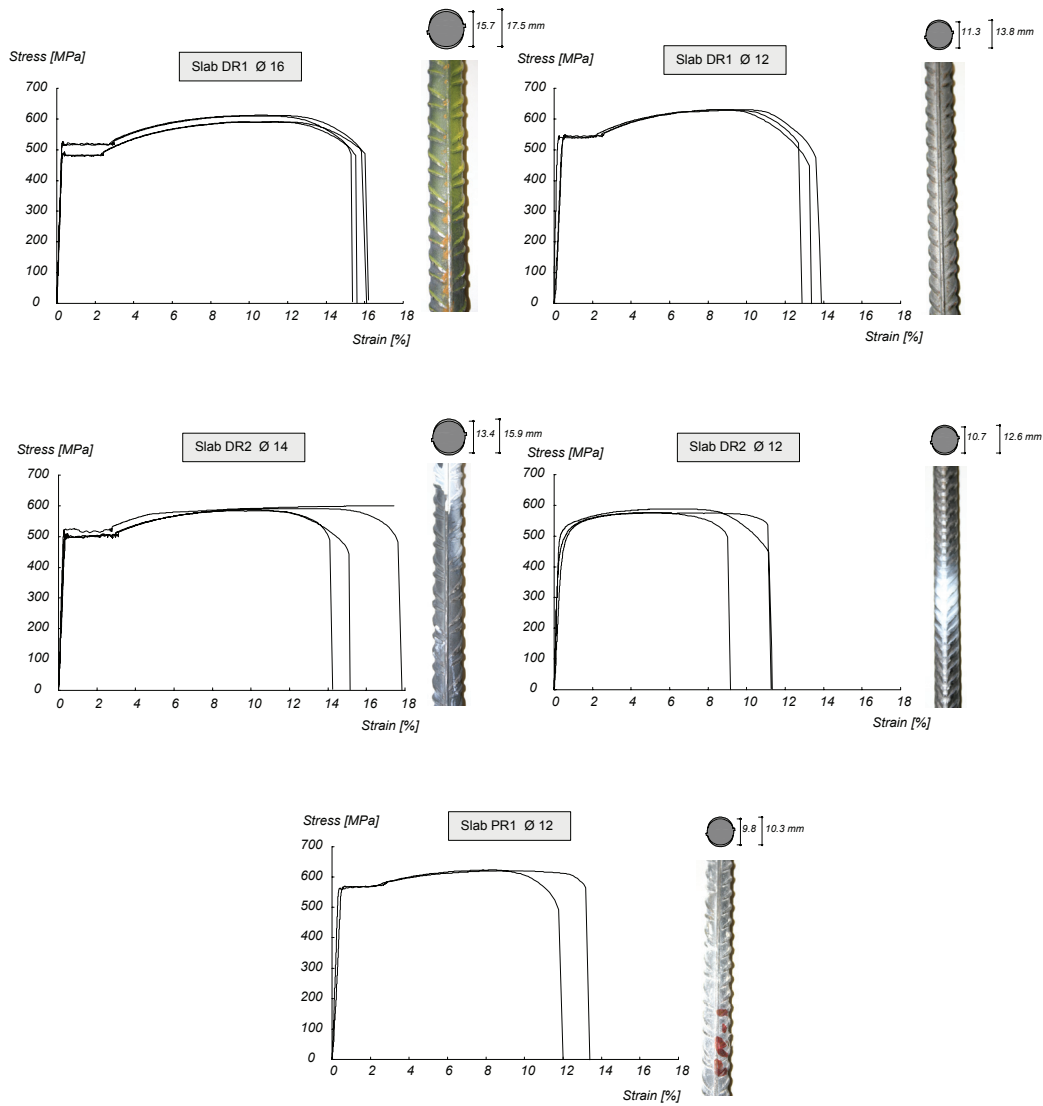 15.7 17.5 mm
Stress [MPa]
Slab DR1 Ø 16
700
600
500
400
300
200
100
0
0 2 4 6 8 10 12 14 16 18
Strain [%]
11.3 13.8 mm
Stress [MPa]
Slab DR1 Ø 12
700
600
500
400
300
200
100
0
0 2 4 6 8 10 12 14 16 18
Strain [%]
13.4 15.9 mm
Stress [MPa]
Slab DR2 Ø 14
700
600
500
400
300
200
100
0
0 2 4 6 8 10 12 14 16 18
Strain [%]
10.7 12.6 mm
Stress [MPa]
Slab DR2 Ø 12
700
600
500
400
300
200
100
0
0 2 4 6 8 10 12 14 16 18
Strain [%]
9.8 10.3 mm
Stress [MPa]
Slab PR1 Ø 12
700
600
500
400
300
200
100
0
0 2 4 6 8 10 12 14 16 18
Strain [%]